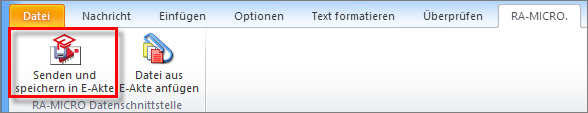 Datei Nachricht Einfügen Optionen Text formatieren Überprüfen RA-MICRO.
Senden und Datei aus
speichern in E-Akte E-Akte anfügen
RA-MICRO Datenschnittstelle